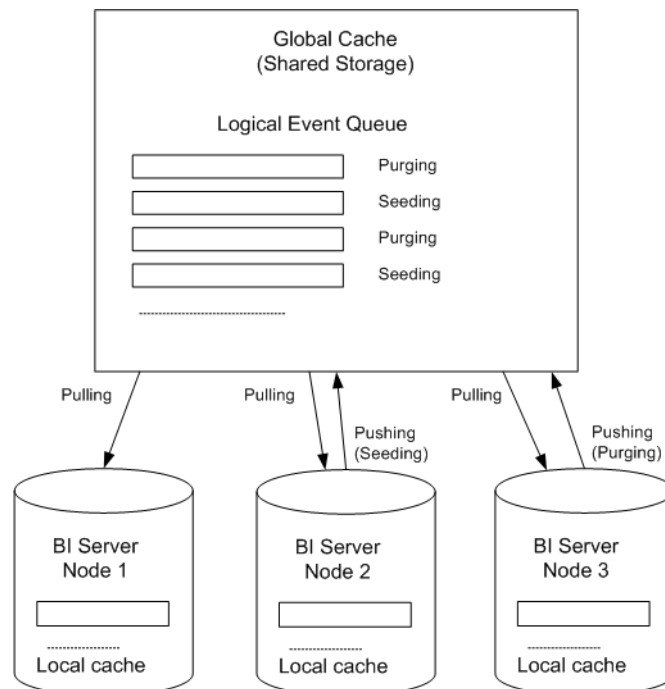 Global Cache
(Shared Storage)
Logical Event Queue
Purging
Seeding
Purging
Seeding
Pulling
Pulling
Pushing
(Seeding)
Pulling
Pushing
(Purging)
BI Server
Node 1
Local cache
BI Server
Node 2
Local cache
BI Server
Node 3
Local cache